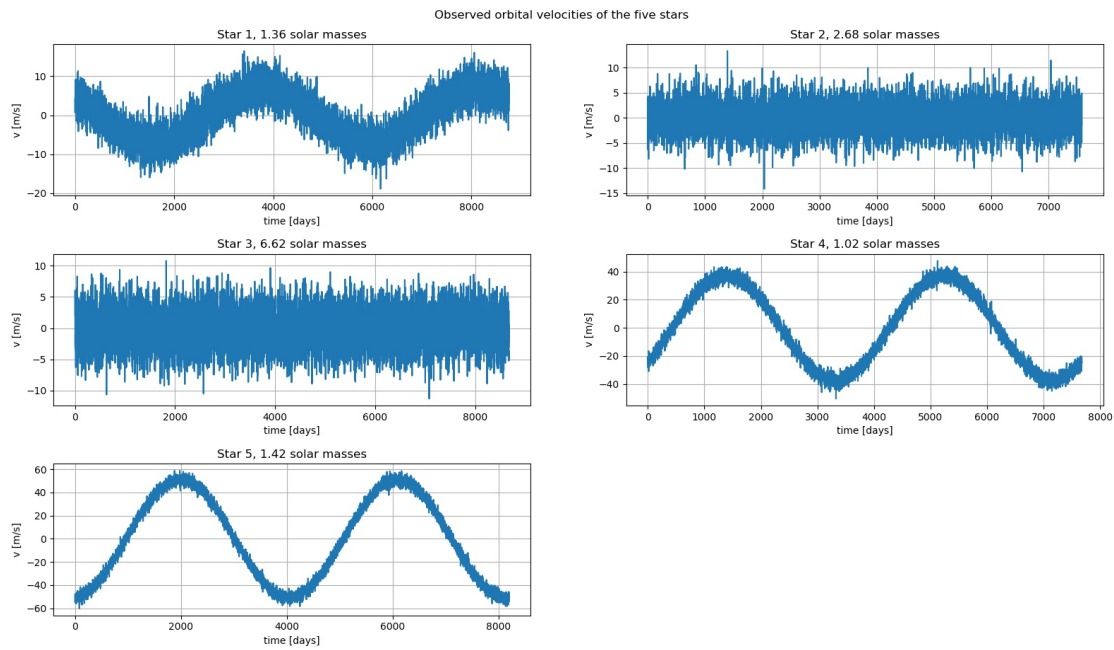 Observed orbital velocities of the five stars
Star 1, 1.36 solar masses
v [m/s]
10
0
−10
−20
0 2000 4000 6000 8000
time [days]
Star 2, 2.68 solar masses
v [m/s]
10
5
0
−5
−10
−15
0 1000 2000 3000 4000 5000 6000 7000
time [days]
Star 3, 6.62 solar masses
v [m/s]
10
5
0
−5
−10
0 2000 4000 6000 8000
time [days]
Star 4, 1.02 solar masses
v [m/s]
40
20
0
−20
−40
0 1000 2000 3000 4000 5000 6000 7000 8000
time [days]
Star 5, 1.42 solar masses
v [m/s]
60
40
20
0
−20
−40
−60
0 2000 4000 6000 8000
time [days]